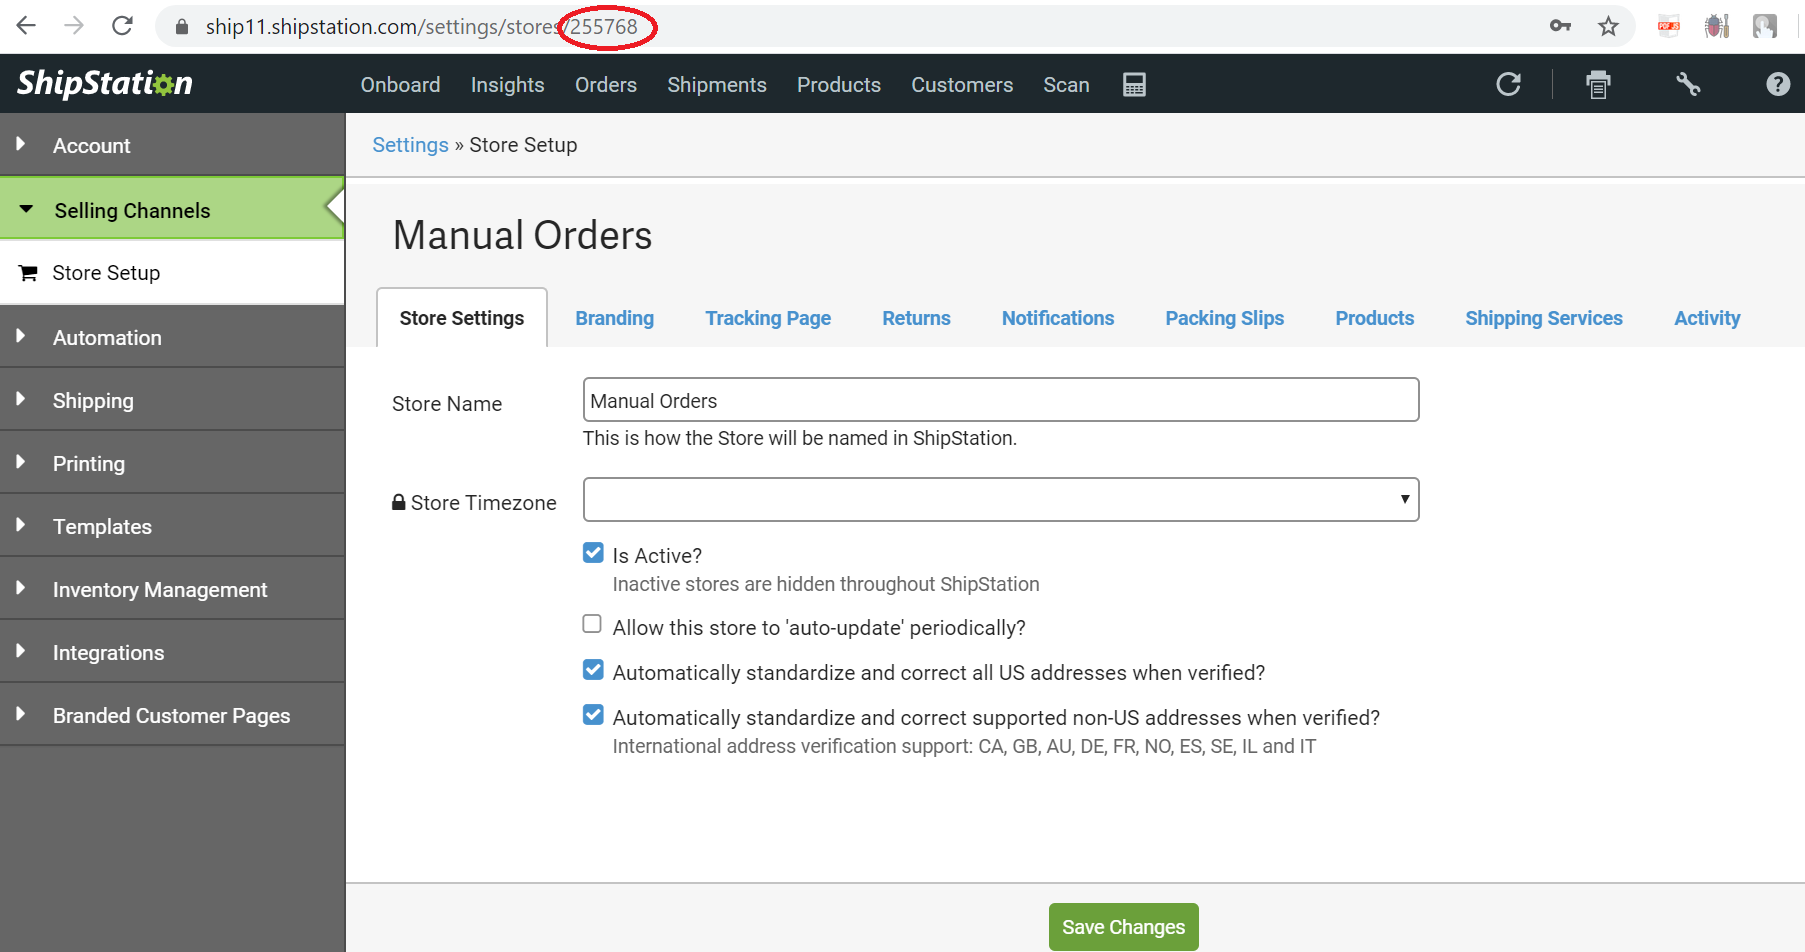 ship11.shipstation.com/settings/stores/255768
PDF JS
ShipStation
Onboard Insights Orders Shipments Products Customers Scan
?
Account
Settings » Store Setup
Selling Channels
Manual Orders
Store Setup
Store Settings Branding Tracking Page Returns Notifications Packing Slips Products Shipping Services Activity
Automation
Shipping
Store Name Manual Orders
This is how the Store will be named in ShipStation.
Printing
Store Timezone
Templates
Is Active?
Inactive stores are hidden throughout ShipStation
Inventory Management
Allow this store to 'auto-update' periodically?
Integrations
Automatically standardize and correct all US addresses when verified?
Branded Customer Pages
Automatically standardize and correct supported non-US addresses when verified?
International address verification support: CA, GB, AU, DE, FR, NO, ES, SE, IL and IT
Save Changes